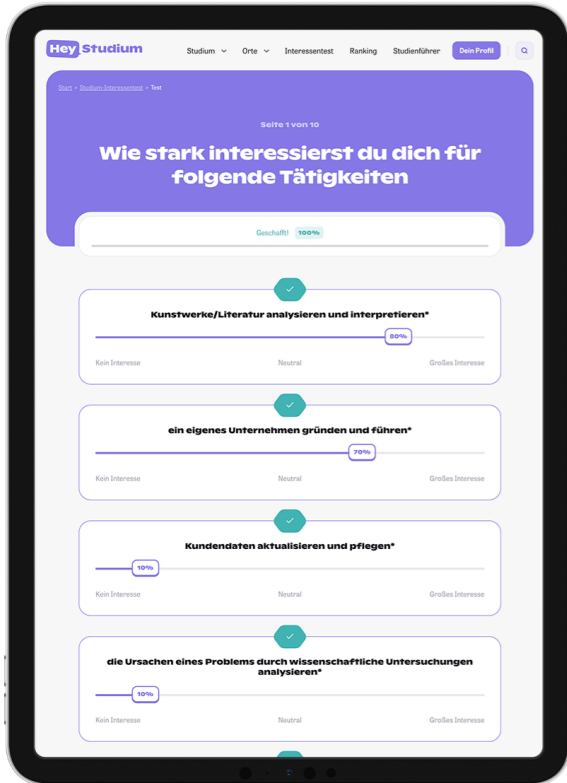 Hey Studium
Studium Orte Interessentest Ranking Studienführer Dein Profil
Start » Studium-Interessentest » Test
Seite 1 von 10
Wie stark interessierst du dich für
folgende Tätigkeiten
Geschafft! 100%
Kunstwerke/Literatur analysieren und interpretieren*
80%
Kein Interesse Neutral Großes Interesse
ein eigenes Unternehmen gründen und führen*
70%
Kein Interesse Neutral Großes Interesse
Kundendaten aktualisieren und pflegen*
10%
Kein Interesse Neutral Großes Interesse
die Ursachen eines Problems durch wissenschaftliche Untersuchungen
analysieren*
10%
Kein Interesse Neutral Großes Interesse